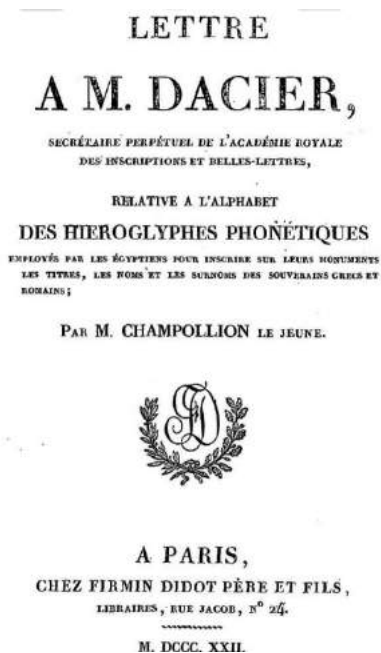 LETTRE
A M. DACIER,
SECRÉTAIRE PERPÉTUEL DE L'ACADÉMIE ROYALE
DES INSCRIPTIONS ET BELLES-LETTRES,
RELATIVE A L'ALPHABET
DES HIEROGLYPHES PHONÉTIQUES
EMPLOYÉS PAR LES ÉGYPTIENS POUR INSCRIRE SUR LEURS MONUMENTS
LES TITRES, LES NOMS ET LES SURNOMS DES SOUVERAINS GRECS ET
ROMAINS;
PAR M. CHAMPOLLION LE JEUNE.
A PARIS,
CHEZ FIRMIN DIDOT PÈRE ET FILS,
LIBRAIRES, RUE JACOB, Nº 24.
M. DCCC. XXII.